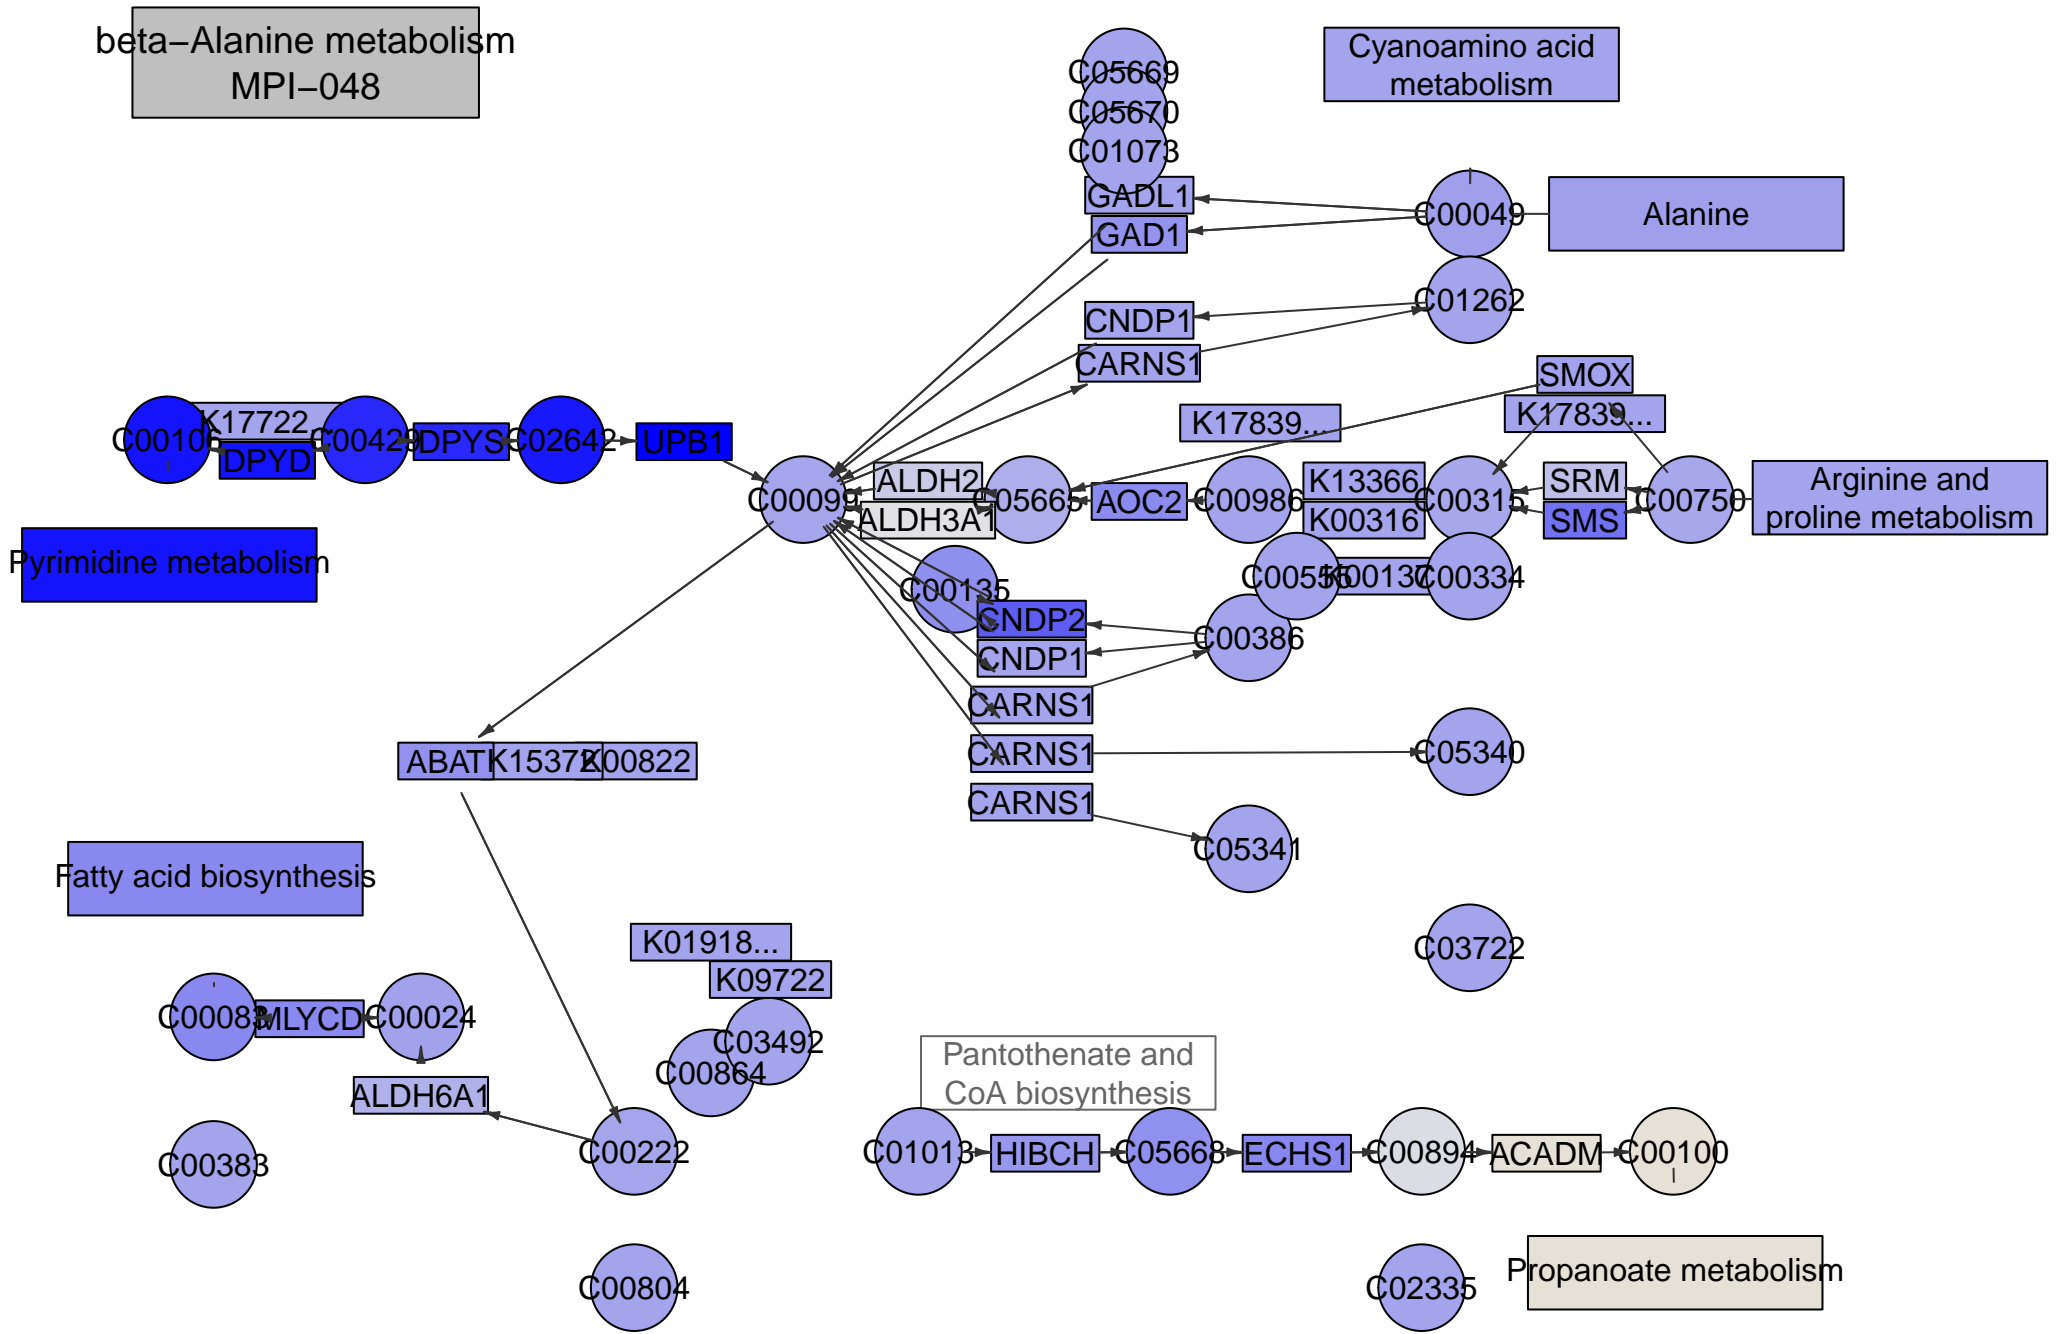 beta−Alanine metabolism
MPI−048
C05669
C05670
C01073
Cyanoamino acid
metabolism
GADL1
GAD1
C00049
Alanine
C01262
CNDP1
CARNS1
SMOX
K17839...
K17839...
C00106
K17722...
DPYD
C00429
DPYS
C02642
UPB1
C00099
ALDH2
ALDH3A1
C05665
AOC2
C00986
K13366
K00316
C00315
SRM
SMS
C00750
Arginine and
proline metabolism
Pyrimidine metabolism
C00135
C00555
K00137
C00334
CNDP2
CNDP1
C00386
CARNS1
CARNS1
CARNS1
C05340
C05341
ABAT
K15372
K00822
Fatty acid biosynthesis
K01918...
K09722
C03722
C00083
MLYCD
C00024
C03492
C00864
ALDH6A1
Pantothenate and
CoA biosynthesis
C00383
C00222
C01013
HIBCH
C05668
ECHS1
C00894
ACADM
C00100
C00804
C02335
Propanoate metabolism